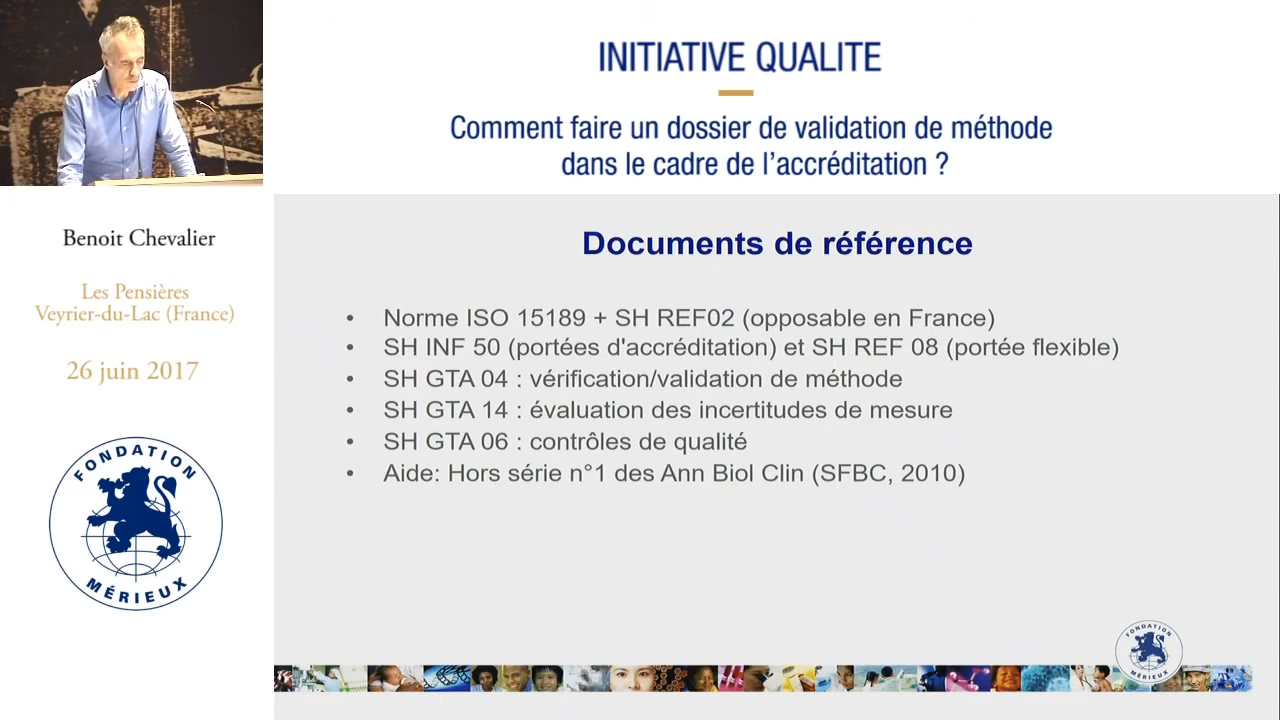 INITIATIVE QUALITE
Comment faire un dossier de validation de méthode
dans le cadre de l'accréditation ?
Benoit Chevalier
Les Pensières
Veyrier-du-Lac (France)
26 juin 2017
FONDATION
MÉRIEUX
Documents de référence
• Norme ISO 15189 + SH REF02 (opposable en France)
• SH INF 50 (portées d'accréditation) et SH REF 08 (portée flexible)
• SH GTA 04 : vérification/validation de méthode
• SH GTA 14 : évaluation des incertitudes de mesure
• SH GTA 06 : contrôles de qualité
• Aide: Hors série n°1 des Ann Biol Clin (SFBC, 2010)
FONDATION
MÉRIEUX